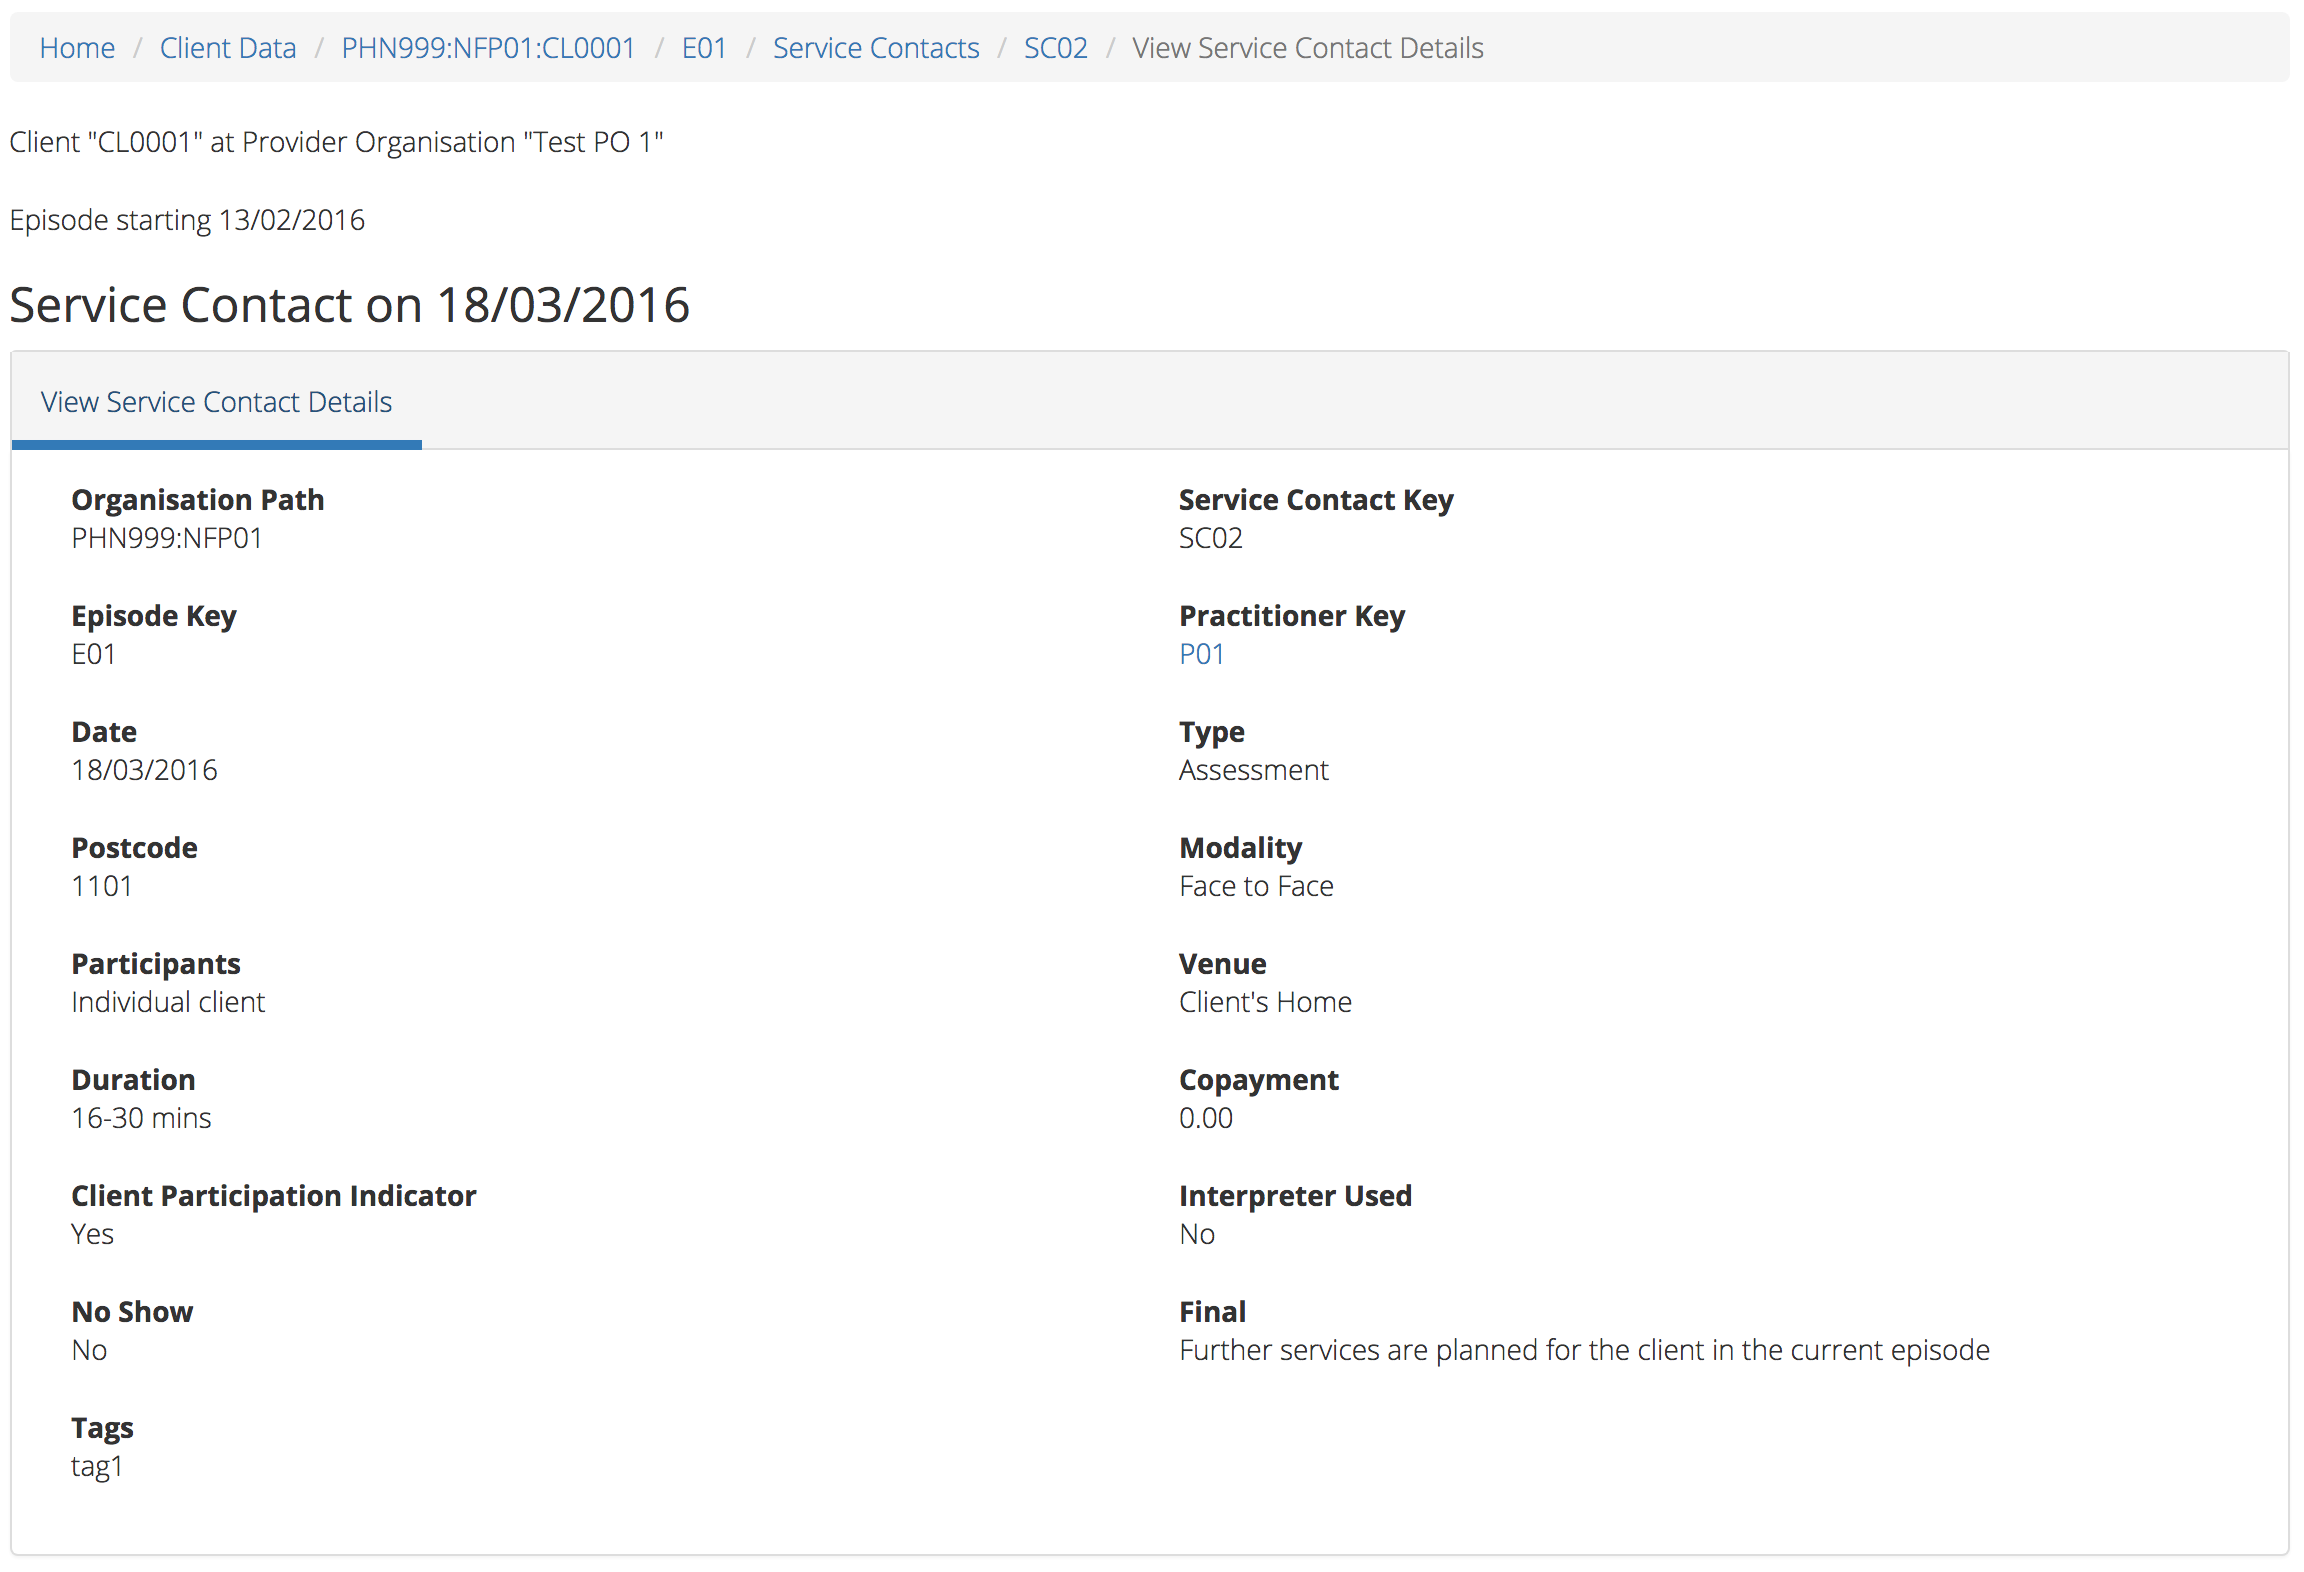 Home / Client Data / PHN999:NFP01:CL0001 / E01 / Service Contacts / SC02 / View Service Contact Details
Client "CL0001" at Provider Organisation "Test PO 1"
Episode starting 13/02/2016
Service Contact on 18/03/2016
View Service Contact Details
Organisation Path
PHN999:NFP01
Service Contact Key
SC02
Episode Key
E01
Practitioner Key
P01
Date
18/03/2016
Type
Assessment
Postcode
1101
Modality
Face to Face
Participants
Individual client
Venue
Client's Home
Duration
16-30 mins
Copayment
0.00
Client Participation Indicator
Yes
Interpreter Used
No
No Show
No
Final
Further services are planned for the client in the current episode
Tags
tag1